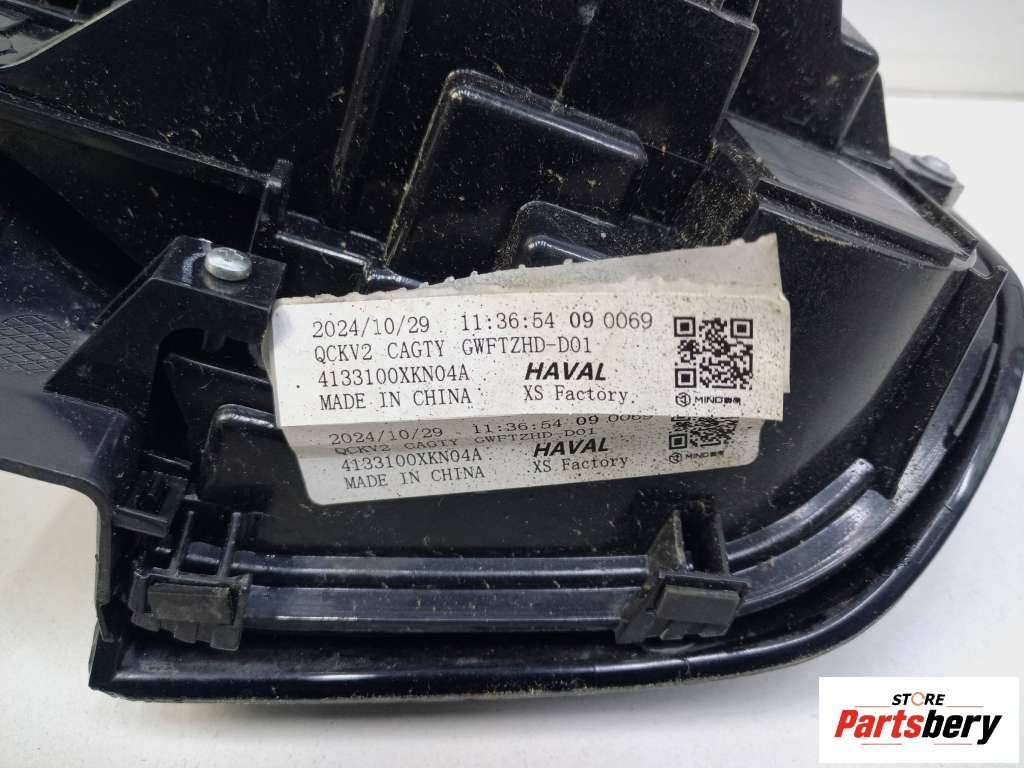 2024/10/29 11:36:54 09 0069
QCKV2 CAGTY GWFTZHD-D01
4133100XKN04A HAVAL
MADE IN CHINA XS Factory
MIND
2024/10/29 11:36:54 09 0069
QCKV2 CAGTY GWFTZHD-D01
4133100XKN04A HAVAL
MADE IN CHINA XS Factory
MIND
STORE
Partsbery